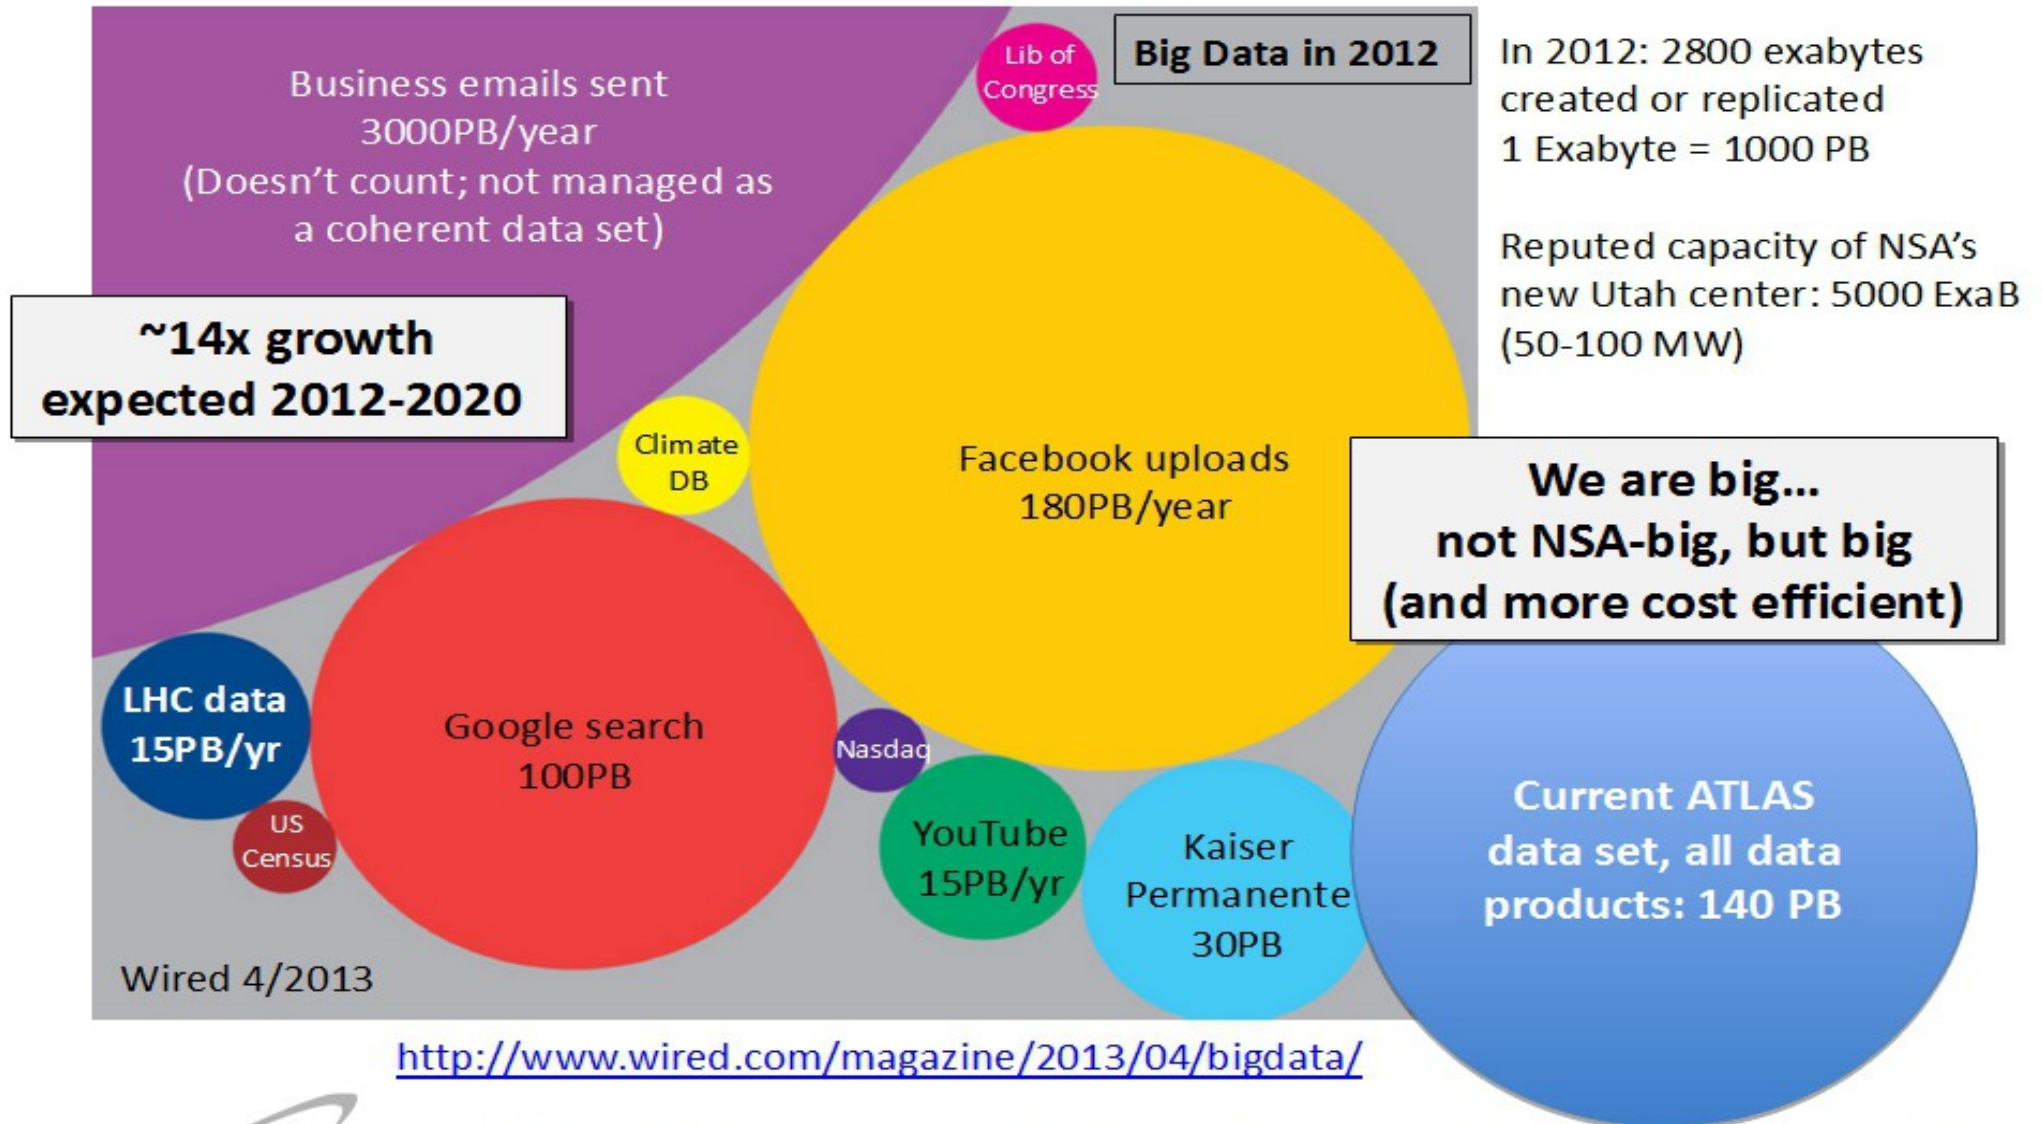 Business emails sent
3000PB/year
(Doesn't count; not managed as
a coherent data set)
Lib of
Congress
Big Data in 2012
In 2012: 2800 exabytes
created or replicated
1 Exabyte = 1000 PB
Reputed capacity of NSA's
new Utah center: 5000 ExaB
(50-100 MW)
~14x growth
expected 2012-2020
Climate
DB
Facebook uploads
180PB/year
We are big...
not NSA-big, but big
(and more cost efficient)
LHC data
15PB/yr
Google search
100PB
Nasdaq
US
Census
YouTube
15PB/yr
Kaiser
Permanente
30PB
Current ATLAS
data set, all data
products: 140 PB
Wired 4/2013
http://www.wired.com/magazine/2013/04/bigdata/